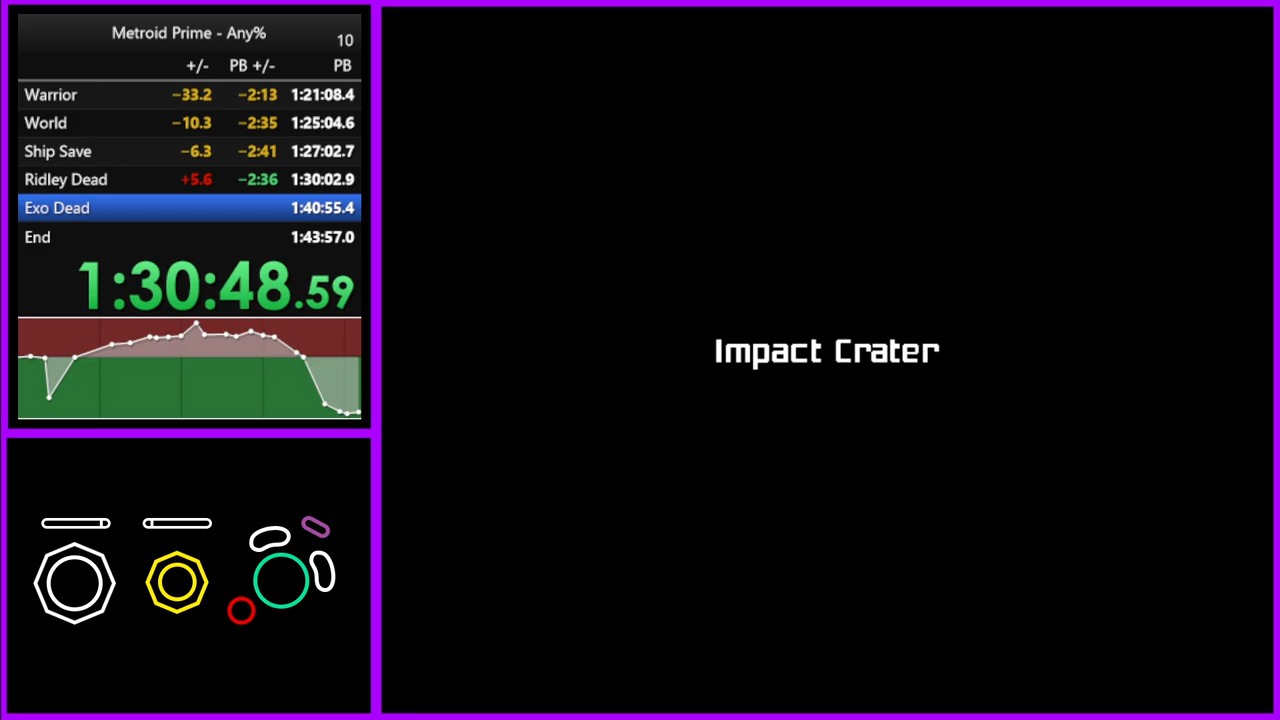 Metroid Prime - Any%
10
+/- PB +/- PB
Warrior −33.2 −2:13 1:21:08.4
World −10.3 −2:35 1:25:04.6
Ship Save −6.3 −2:41 1:27:02.7
Ridley Dead +5.6 −2:36 1:30:02.9
Exo Dead 1:40:55.4
End 1:43:57.0
1:30:48.59
Impact Crater